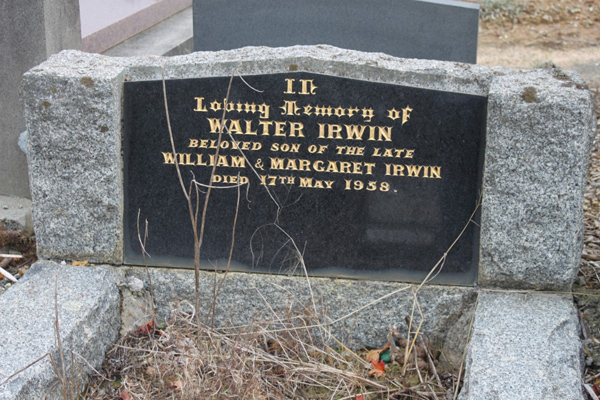 In
Loving Memory of
WALTER IRWIN
BELOVED SON OF THE LATE
WILLIAM & MARGARET IRWIN
DIED 17TH MAY 1958.